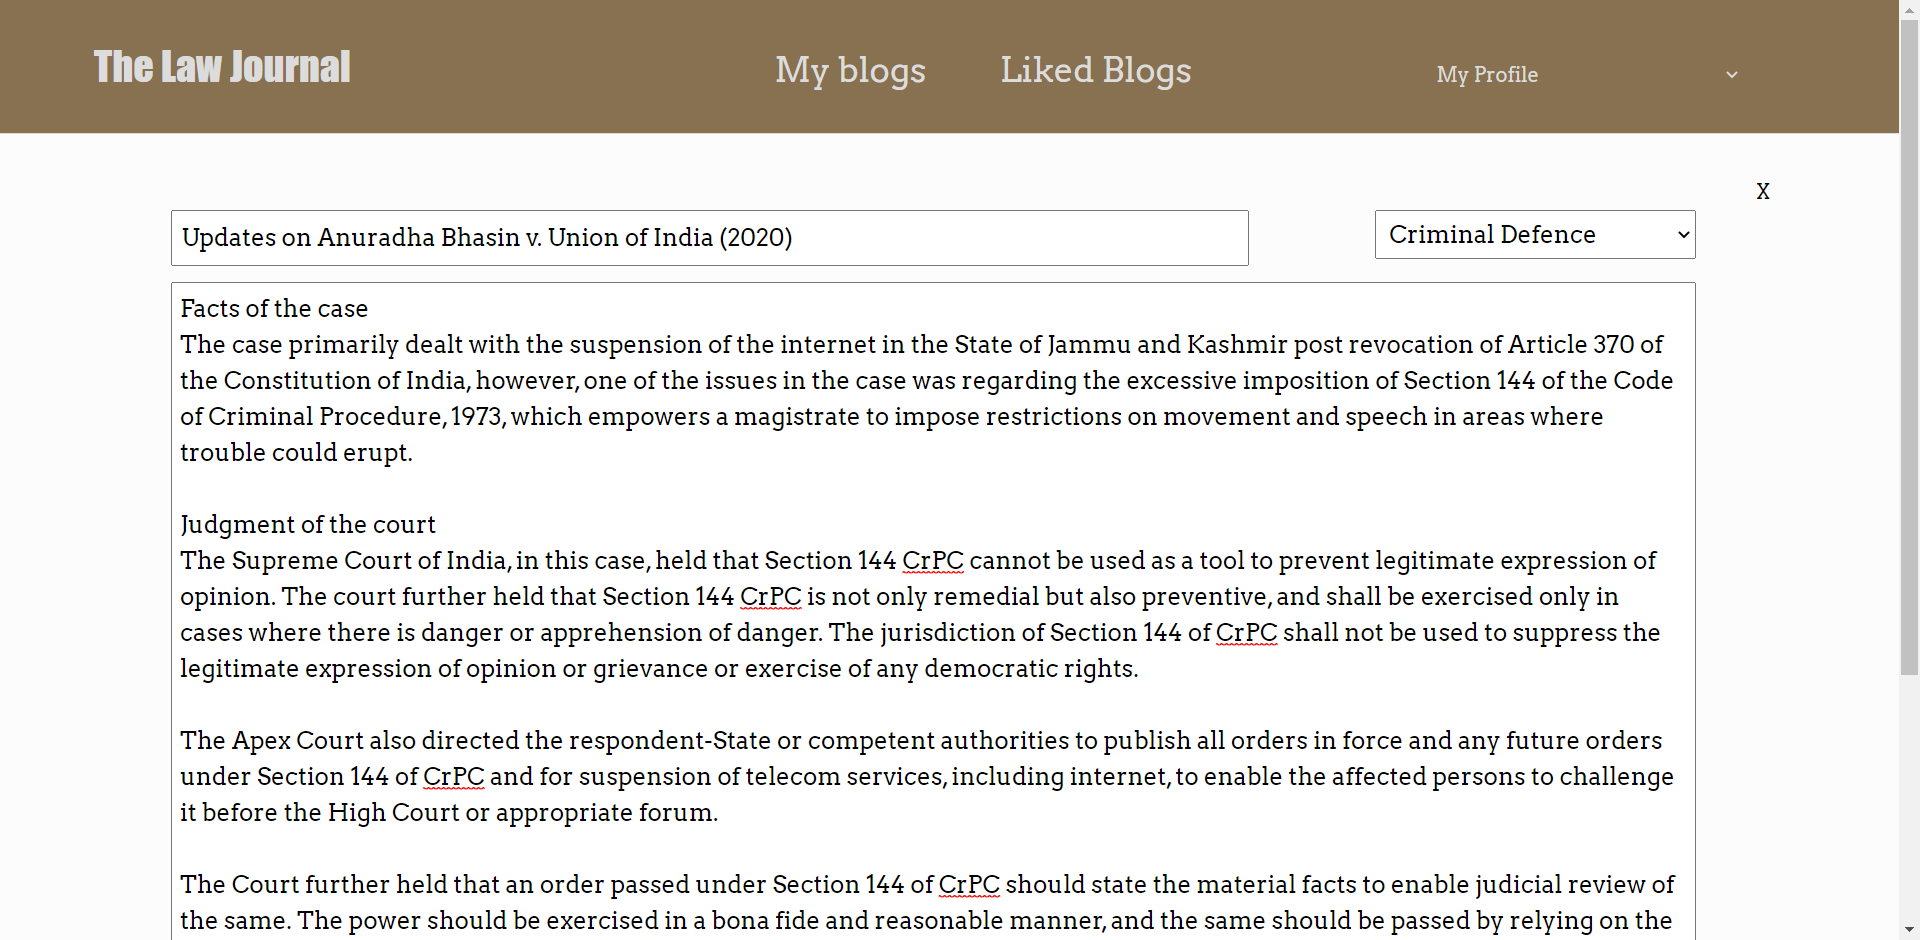 The Law Journal
My blogs
Liked Blogs
My Profile
X
Updates on Anuradha Bhasin v. Union of India (2020)
Criminal Defence
Facts of the case
The case primarily dealt with the suspension of the internet in the State of Jammu and Kashmir post revocation of Article 370 of
the Constitution of India, however, one of the issues in the case was regarding the excessive imposition of Section 144 of the Code
of Criminal Procedure, 1973, which empowers a magistrate to impose restrictions on movement and speech in areas where
trouble could erupt.
Judgment of the court
The Supreme Court of India, in this case, held that Section 144 CrPC cannot be used as a tool to prevent legitimate expression of
opinion. The court further held that Section 144 CrPC is not only remedial but also preventive, and shall be exercised only in
cases where there is danger or apprehension of danger. The jurisdiction of Section 144 of CrPC shall not be used to suppress the
legitimate expression of opinion or grievance or exercise of any democratic rights.
The Apex Court also directed the respondent-State or competent authorities to publish all orders in force and any future orders
under Section 144 of CrPC and for suspension of telecom services, including internet, to enable the affected persons to challenge
it before the High Court or appropriate forum.
The Court further held that an order passed under Section 144 of CrPC should state the material facts to enable judicial review of
the same. The power should be exercised in a bona fide and reasonable manner, and the same should be passed by relying on the